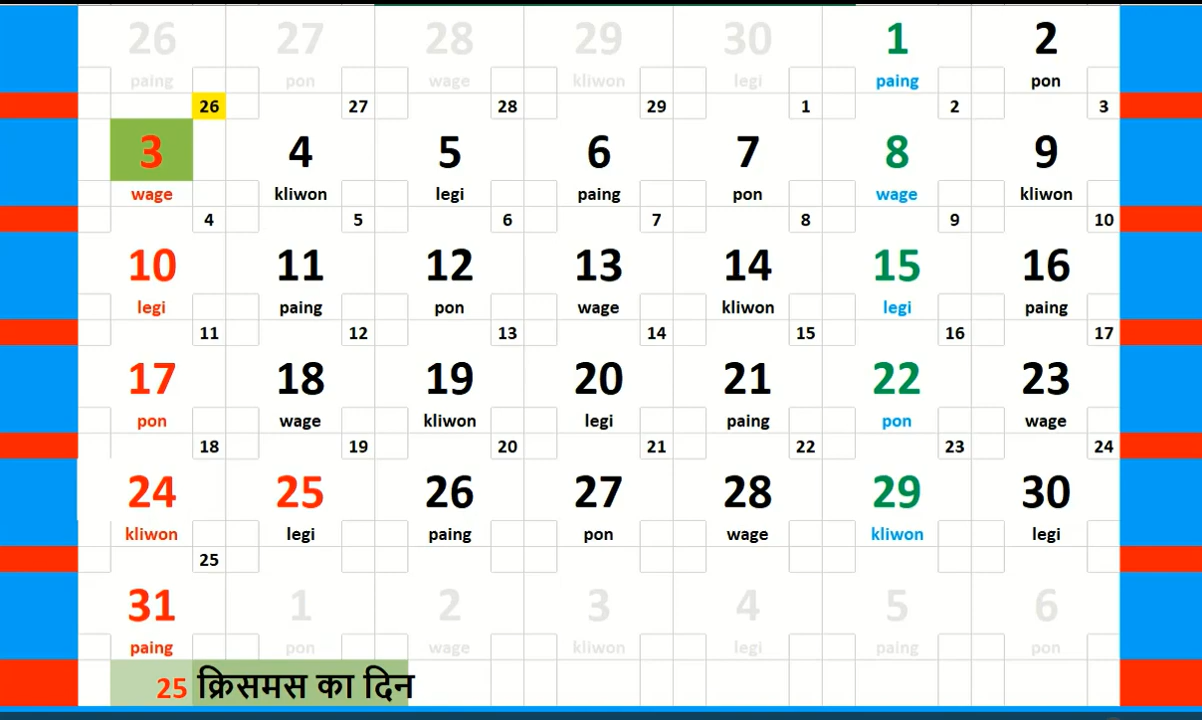 26 27 28 29 30 1 2
paing pon wage kliwon legi paing pon
26 27 28 29 1 2 3
3 4 5 6 7 8 9
wage kliwon legi paing pon wage kliwon
4 5 6 7 8 9 10
10 11 12 13 14 15 16
legi paing pon wage kliwon legi paing
11 12 13 14 15 16 17
17 18 19 20 21 22 23
pon wage kliwon legi paing pon wage
18 19 20 21 22 23 24
24 25 26 27 28 29 30
kliwon legi paing pon wage kliwon legi
25
31 1 2 3 4 5 6
paing pon wage kliwon legi paing pon
25 क्रिसमस का दिन